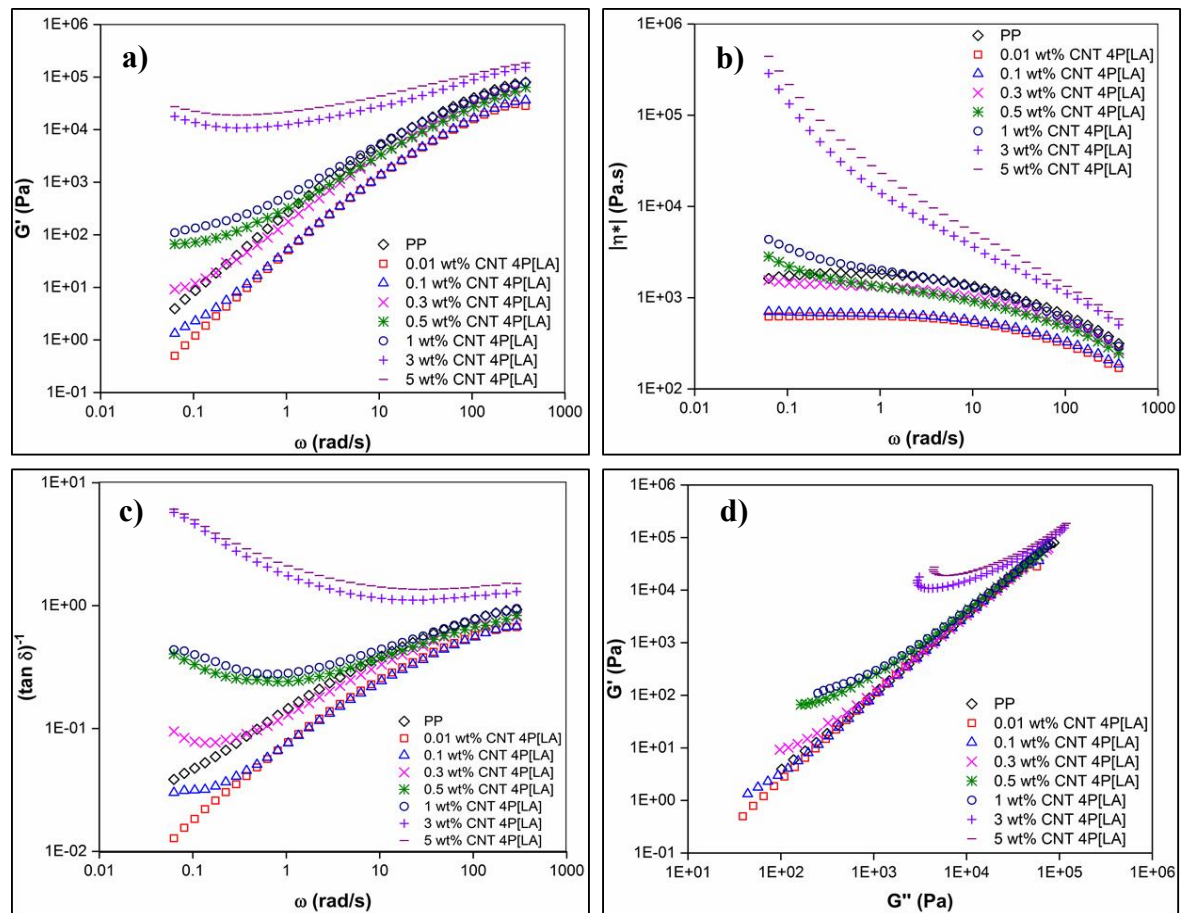 a)
G' (Pa)
1E+06
1E+05
1E+04
1E+03
1E+02
1E+01
1E+00
1E-01
0.01
0.1
1
10
100
1000
ω (rad/s)
PP
0.01 wt% CNT 4P[LA]
0.1 wt% CNT 4P[LA]
0.3 wt% CNT 4P[LA]
0.5 wt% CNT 4P[LA]
1 wt% CNT 4P[LA]
3 wt% CNT 4P[LA]
5 wt% CNT 4P[LA]
b)
|η*| (Pa.s)
1E+06
1E+05
1E+04
1E+03
1E+02
0.01
0.1
1
10
100
1000
ω (rad/s)
PP
0.01 wt% CNT 4P[LA]
0.1 wt% CNT 4P[LA]
0.3 wt% CNT 4P[LA]
0.5 wt% CNT 4P[LA]
1 wt% CNT 4P[LA]
3 wt% CNT 4P[LA]
5 wt% CNT 4P[LA]
c)
(tan δ)⁻¹
1E+01
1E+00
1E-01
1E-02
0.01
0.1
1
10
100
1000
ω (rad/s)
PP
0.01 wt% CNT 4P[LA]
0.1 wt% CNT 4P[LA]
0.3 wt% CNT 4P[LA]
0.5 wt% CNT 4P[LA]
1 wt% CNT 4P[LA]
3 wt% CNT 4P[LA]
5 wt% CNT 4P[LA]
d)
G' (Pa)
1E+06
1E+05
1E+04
1E+03
1E+02
1E+01
1E+00
1E-01
1E+01
1E+02
1E+03
1E+04
1E+05
1E+06
G'' (Pa)
PP
0.01 wt% CNT 4P[LA]
0.1 wt% CNT 4P[LA]
0.3 wt% CNT 4P[LA]
0.5 wt% CNT 4P[LA]
1 wt% CNT 4P[LA]
3 wt% CNT 4P[LA]
5 wt% CNT 4P[LA]